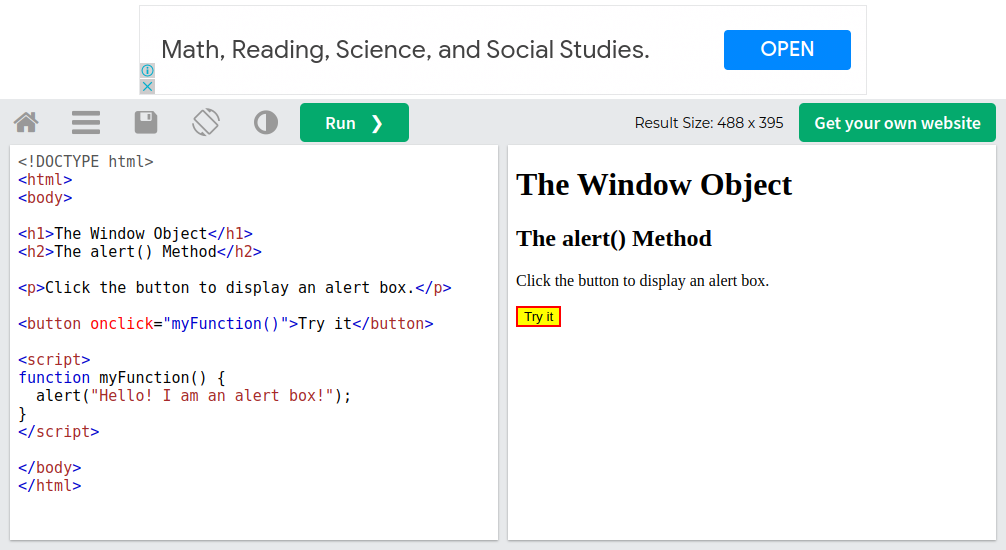 Math, Reading, Science, and Social Studies.
OPEN
Run ❯
Result Size: 488 x 395
Get your own website
<!DOCTYPE html>
<html>
<body>
<h1>The Window Object</h1>
<h2>The alert() Method</h2>
<p>Click the button to display an alert box.</p>
<button onclick="myFunction()">Try it</button>
<script>
function myFunction() {
  alert("Hello! I am an alert box!");
}
</script>
</body>
</html>
The Window Object
The alert() Method
Click the button to display an alert box.
Try it